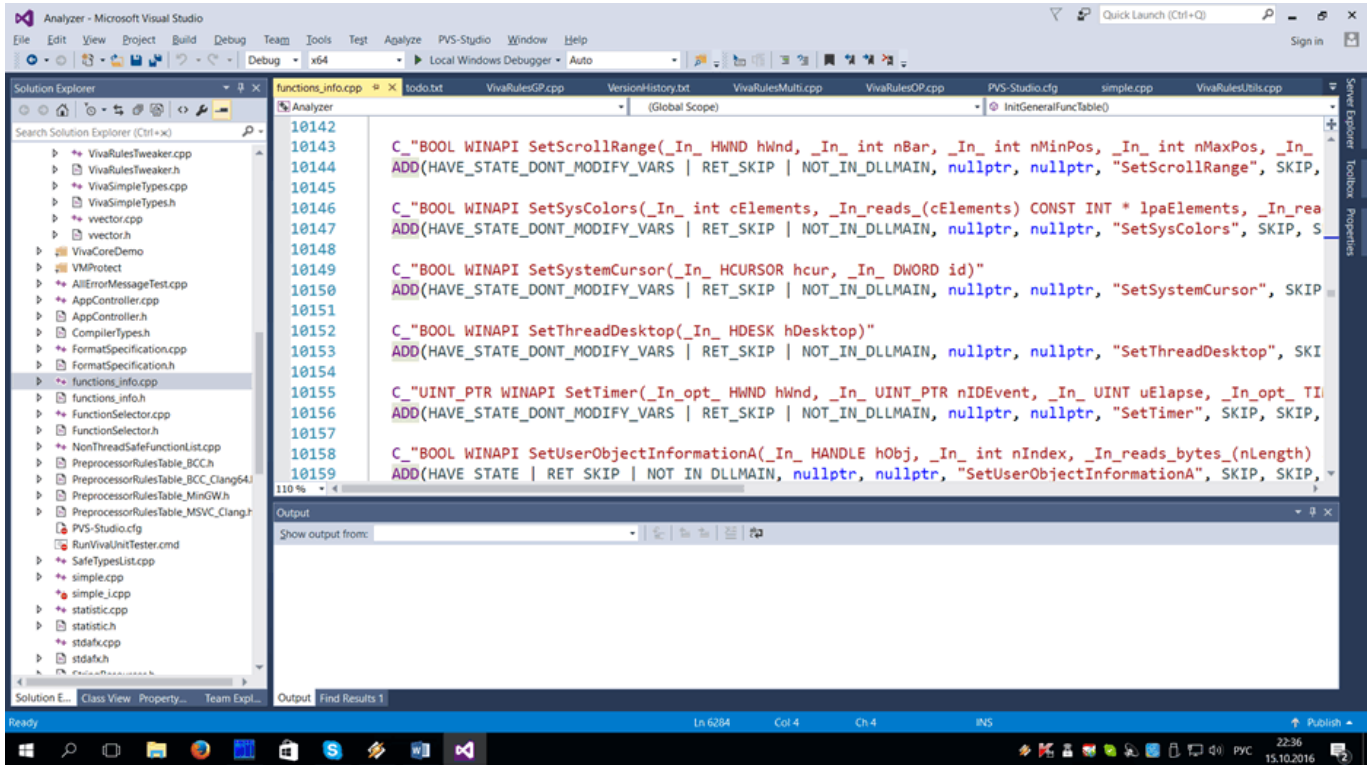 Analyzer - Microsoft Visual Studio
Quick Launch (Ctrl+Q)
File Edit View Project Build Debug Team Tools Test Analyze PVS-Studio Window Help
Sign in
Debug x64 Local Windows Debugger Auto
Solution Explorer
functions_info.cpp todo.txt VivaRulesGP.cpp VersionHistory.txt VivaRulesMulti.cpp VivaRulesOP.cpp PVS-Studio.cfg simple.cpp VivaRulesUtils.cpp
Analyzer (Global Scope) InitGeneralFuncTable()
Search Solution Explorer (Ctrl+ж)
VivaRulesTweaker.cpp
VivaRulesTweaker.h
VivaSimpleTypes.cpp
VivaSimpleTypes.h
vvector.cpp
vvector.h
VivaCoreDemo
VMProtect
AllErrorMessageTest.cpp
AppController.cpp
AppController.h
CompilerTypes.h
FormatSpecification.cpp
FormatSpecification.h
functions_info.cpp
functions_info.h
FunctionSelector.cpp
FunctionSelector.h
NonThreadSafeFunctionList.cpp
PreprocessorRulesTable_BCC.h
PreprocessorRulesTable_BCC_Clang64.
PreprocessorRulesTable_MinGW.h
PreprocessorRulesTable_MSVC_Clang.h
PVS-Studio.cfg
RunVivaUnitTester.cmd
SafeTypesList.cpp
simple.cpp
simple_i.cpp
statistic.cpp
statistic.h
stdafx.cpp
stdafx.h
Solution E... Class View Property... Team Expl...
10142
10143 C_"BOOL WINAPI SetScrollRange(_In_ HWND hWnd, _In_ int nBar, _In_ int nMinPos, _In_ int nMaxPos, _In_
10144 ADD(HAVE_STATE_DONT_MODIFY_VARS | RET_SKIP | NOT_IN_DLLMAIN, nullptr, nullptr, "SetScrollRange", SKIP,
10145
10146 C_"BOOL WINAPI SetSysColors(_In_ int cElements, _In_reads_(cElements) CONST INT * lpaElements, _In_rea
10147 ADD(HAVE_STATE_DONT_MODIFY_VARS | RET_SKIP | NOT_IN_DLLMAIN, nullptr, nullptr, "SetSysColors", SKIP, S
10148
10149 C_"BOOL WINAPI SetSystemCursor(_In_ HCURSOR hcur, _In_ DWORD id)"
10150 ADD(HAVE_STATE_DONT_MODIFY_VARS | RET_SKIP | NOT_IN_DLLMAIN, nullptr, nullptr, "SetSystemCursor", SKIP
10151
10152 C_"BOOL WINAPI SetThreadDesktop(_In_ HDESK hDesktop)"
10153 ADD(HAVE_STATE_DONT_MODIFY_VARS | RET_SKIP | NOT_IN_DLLMAIN, nullptr, nullptr, "SetThreadDesktop", SKI
10154
10155 C_"UINT_PTR WINAPI SetTimer(_In_opt_ HWND hWnd, _In_ UINT_PTR nIDEvent, _In_ UINT uElapse, _In_opt_ TI
10156 ADD(HAVE_STATE_DONT_MODIFY_VARS | RET_SKIP | NOT_IN_DLLMAIN, nullptr, nullptr, "SetTimer", SKIP, SKIP,
10157
10158 C_"BOOL WINAPI SetUserObjectInformationA(_In_ HANDLE hObj, _In_ int nIndex, _In_reads_bytes_(nLength)
10159 ADD(HAVE_STATE | RET_SKIP | NOT_IN_DLLMAIN, nullptr, nullptr, "SetUserObjectInformationA", SKIP, SKIP,
110 %
Server Explorer
Toolbox
Properties
Output
Show output from:
Output Find Results 1
Ready Ln 6284 Col 4 Ch 4 INS Publish
РУС 22:36
15.10.2016